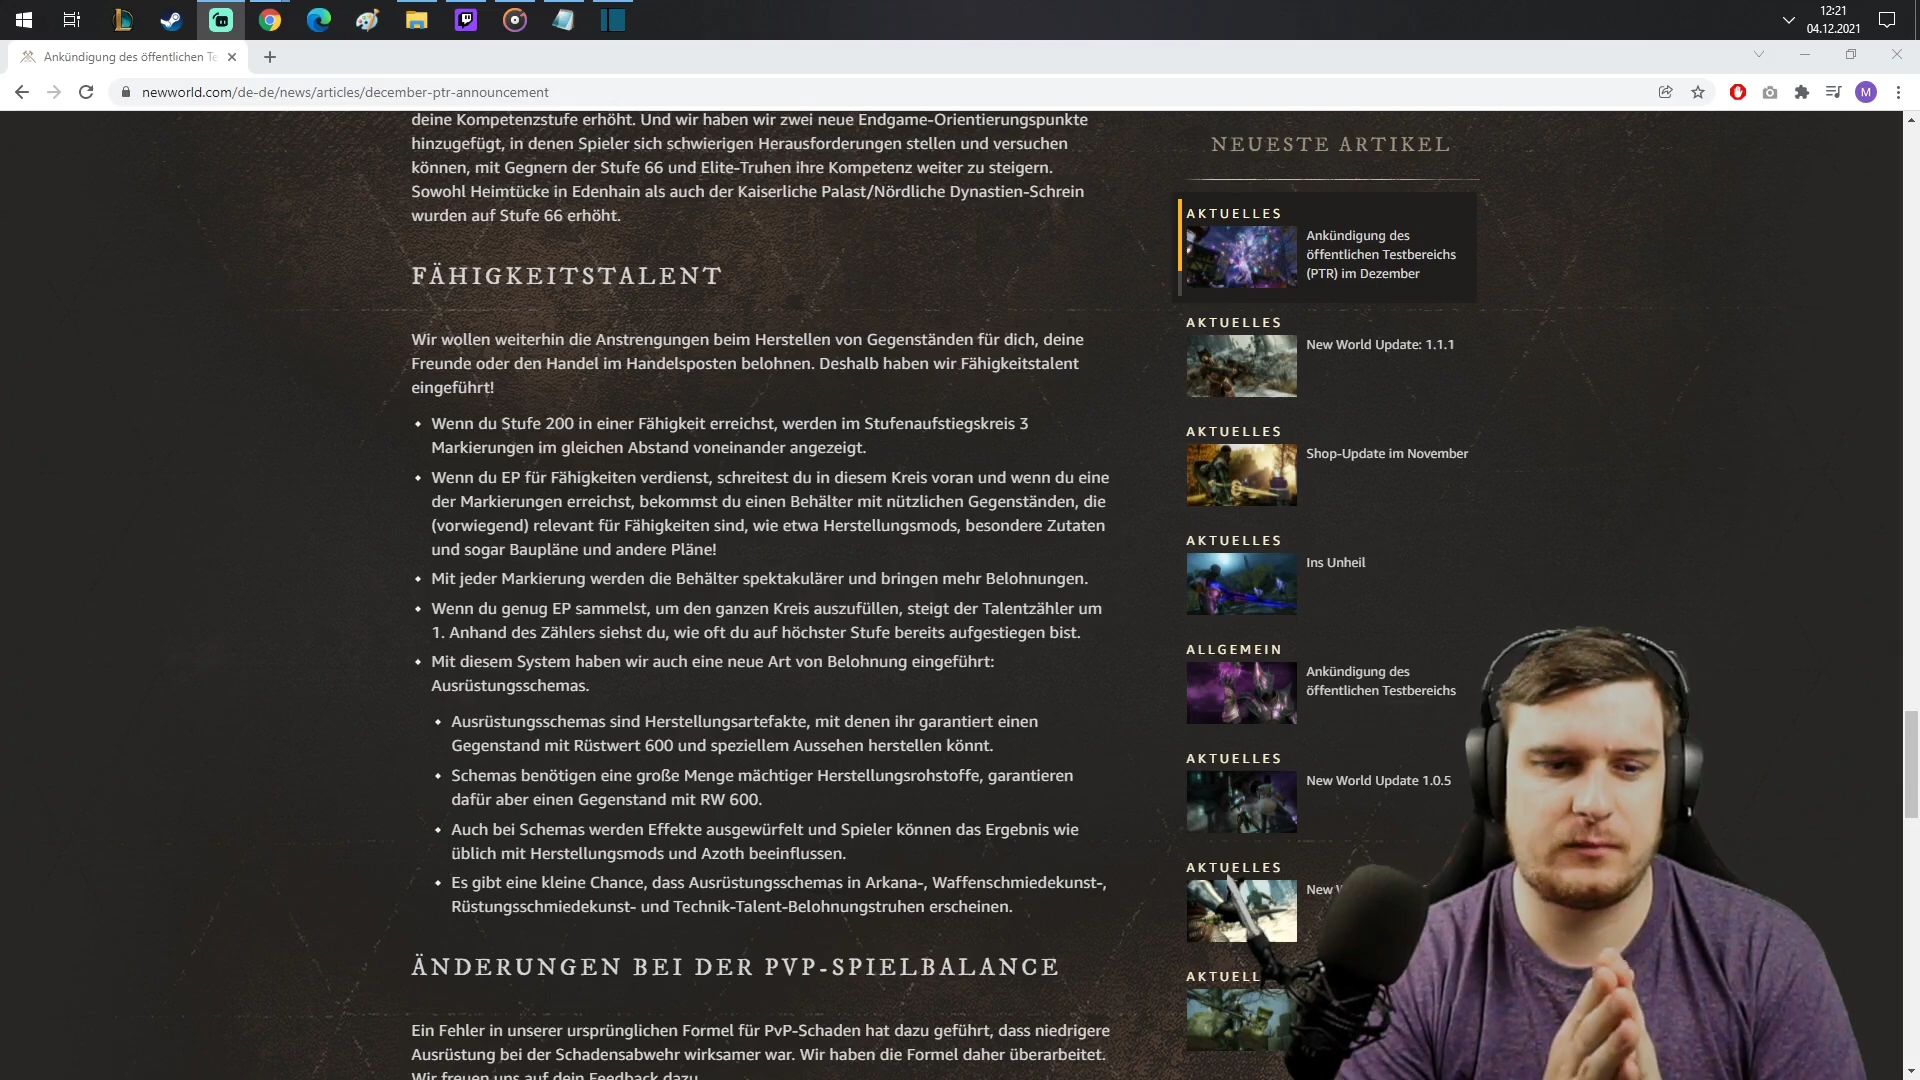 12:21
04.12.2021
Ankündigung des öffentlichen Te
newworld.com/de-de/news/articles/december-ptr-announcement
M
deine Kompetenzstufe erhöht. Und wir haben wir zwei neue Endgame-Orientierungspunkte
hinzugefügt, in denen Spieler sich schwierigen Herausforderungen stellen und versuchen
können, mit Gegnern der Stufe 66 und Elite-Truhen ihre Kompetenz weiter zu steigern.
Sowohl Heimtücke in Edenhain als auch der Kaiserliche Palast/Nördliche Dynastien-Schrein
wurden auf Stufe 66 erhöht.
FÄHIGKEITSTALENT
Wir wollen weiterhin die Anstrengungen beim Herstellen von Gegenständen für dich, deine
Freunde oder den Handel im Handelsposten belohnen. Deshalb haben wir Fähigkeitstalent
eingeführt!
Wenn du Stufe 200 in einer Fähigkeit erreichst, werden im Stufenaufstiegskreis 3
Markierungen im gleichen Abstand voneinander angezeigt.
Wenn du EP für Fähigkeiten verdienst, schreitest du in diesem Kreis voran und wenn du eine
der Markierungen erreichst, bekommst du einen Behälter mit nützlichen Gegenständen, die
(vorwiegend) relevant für Fähigkeiten sind, wie etwa Herstellungsmods, besondere Zutaten
und sogar Baupläne und andere Pläne!
Mit jeder Markierung werden die Behälter spektakulärer und bringen mehr Belohnungen.
Wenn du genug EP sammelst, um den ganzen Kreis auszufüllen, steigt der Talentzähler um
1. Anhand des Zählers siehst du, wie oft du auf höchster Stufe bereits aufgestiegen bist.
Mit diesem System haben wir auch eine neue Art von Belohnung eingeführt:
Ausrüstungsschemas.
Ausrüstungsschemas sind Herstellungsartefakte, mit denen ihr garantiert einen
Gegenstand mit Rüstwert 600 und speziellem Aussehen herstellen könnt.
Schemas benötigen eine große Menge mächtiger Herstellungsrohstoffe, garantieren
dafür aber einen Gegenstand mit RW 600.
Auch bei Schemas werden Effekte ausgewürfelt und Spieler können das Ergebnis wie
üblich mit Herstellungsmods und Azoth beeinflussen.
Es gibt eine kleine Chance, dass Ausrüstungsschemas in Arkana-, Waffenschmiedekunst-,
Rüstungsschmiedekunst- und Technik-Talent-Belohnungstruhen erscheinen.
ÄNDERUNGEN BEI DER PVP-SPIELBALANCE
Ein Fehler in unserer ursprünglichen Formel für PvP-Schaden hat dazu geführt, dass niedrigere
Ausrüstung bei der Schadensabwehr wirksamer war. Wir haben die Formel daher überarbeitet.
Wir freuen uns auf dein Feedback dazu.
NEUESTE ARTIKEL
AKTUELLES
Ankündigung des
öffentlichen Testbereichs
(PTR) im Dezember
AKTUELLES
New World Update: 1.1.1
AKTUELLES
Shop-Update im November
AKTUELLES
Ins Unheil
ALLGEMEIN
Ankündigung des
öffentlichen Testbereichs
AKTUELLES
New World Update 1.0.5
AKTUELLES
New
AKTUELL